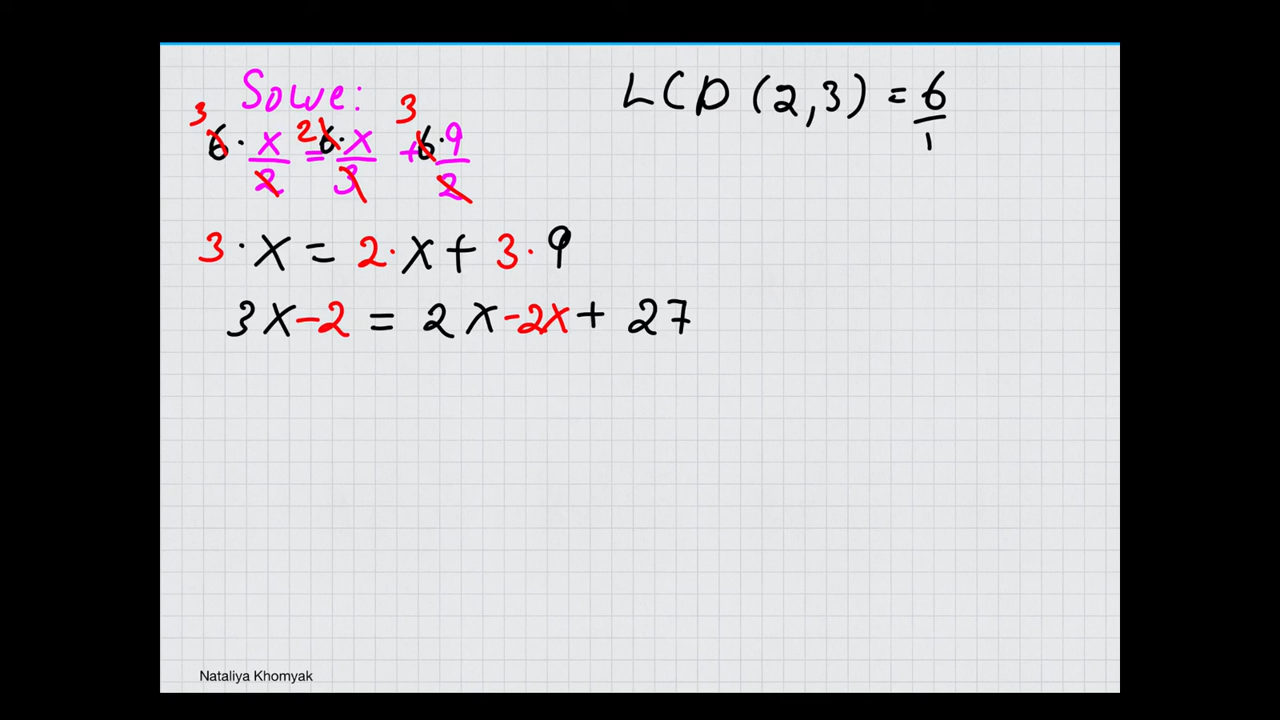 Solve: LCD (2,3) = 6/1
3 6 · x/2 = 2 6 · x/3 + 3 6 · 9/2
3 · x = 2 · x + 3 · 9
3x - 2 = 2x - 2x + 27
Nataliya Khomyak